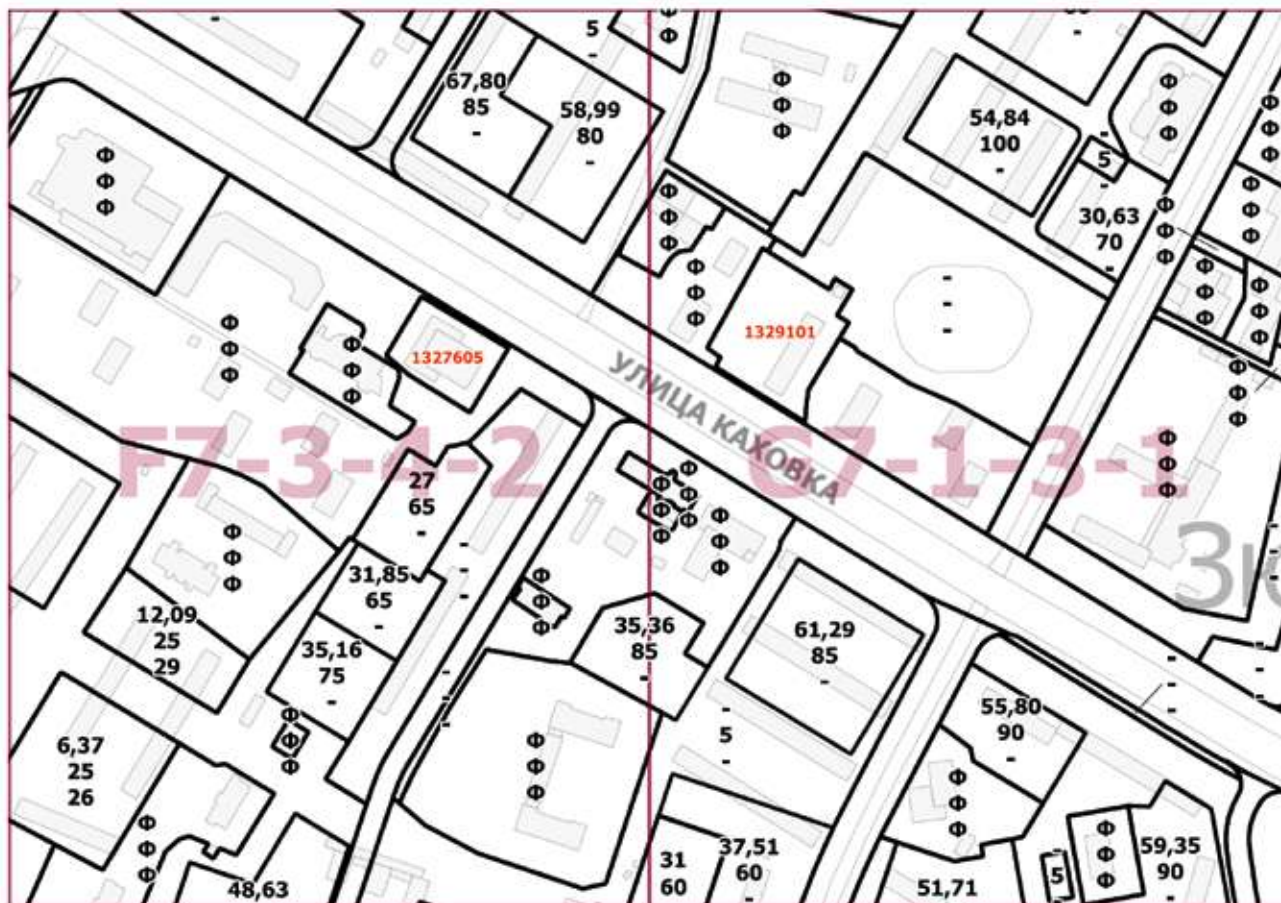 5
-
67,80
85
-
58,99
80
-
Ф
Ф
Ф
54,84
100
-
Ф
Ф
Ф
-
5
-
30,63
70
-
Ф
Ф
Ф
Ф
Ф
Ф
Ф
Ф
Ф
Ф
Ф
Ф
1329101
-
-
-
Ф
Ф
Ф
Ф
Ф
Ф
Ф
Ф
Ф
1327605
УЛИЦА КАХОВКА
F7-3-4-2
G7-1-3-1
27
65
-
Ф
Ф
Ф
31,85
65
-
12,09
25
29
35,16
75
-
35,36
85
-
61,29
85
-
Зк
6,37
25
26
Ф
Ф
Ф
-
5
-
55,80
90
-
Ф
Ф
Ф
48,63
31
60
37,51
60
-
51,71
5
Ф
Ф
Ф
59,35
90
-